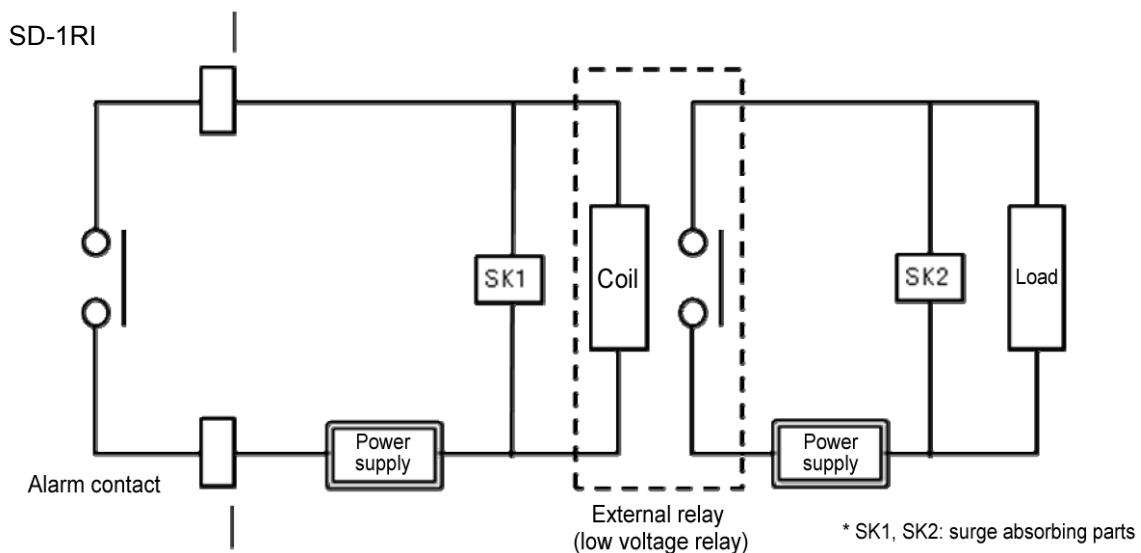 SD-1RI
SK1
Coil
SK2
Load
Power
supply
Power
supply
Alarm contact
External relay
(low voltage relay)
* SK1, SK2: surge absorbing parts